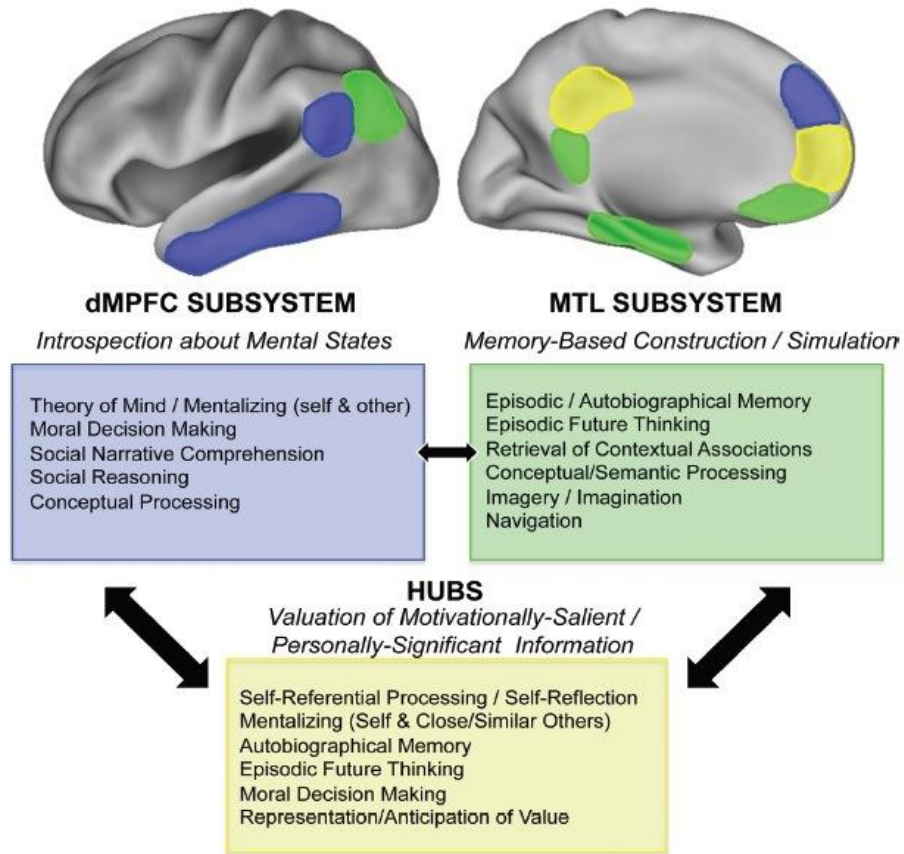 dMPFC SUBSYSTEM
Introspection about Mental States
Theory of Mind / Mentalizing (self & other)
Moral Decision Making
Social Narrative Comprehension
Social Reasoning
Conceptual Processing
MTL SUBSYSTEM
Memory-Based Construction / Simulation
Episodic / Autobiographical Memory
Episodic Future Thinking
Retrieval of Contextual Associations
Conceptual/Semantic Processing
Imagery / Imagination
Navigation
HUBS
Valuation of Motivationally-Salient /
Personally-Significant Information
Self-Referential Processing / Self-Reflection
Mentalizing (Self & Close/Similar Others)
Autobiographical Memory
Episodic Future Thinking
Moral Decision Making
Representation/Anticipation of Value